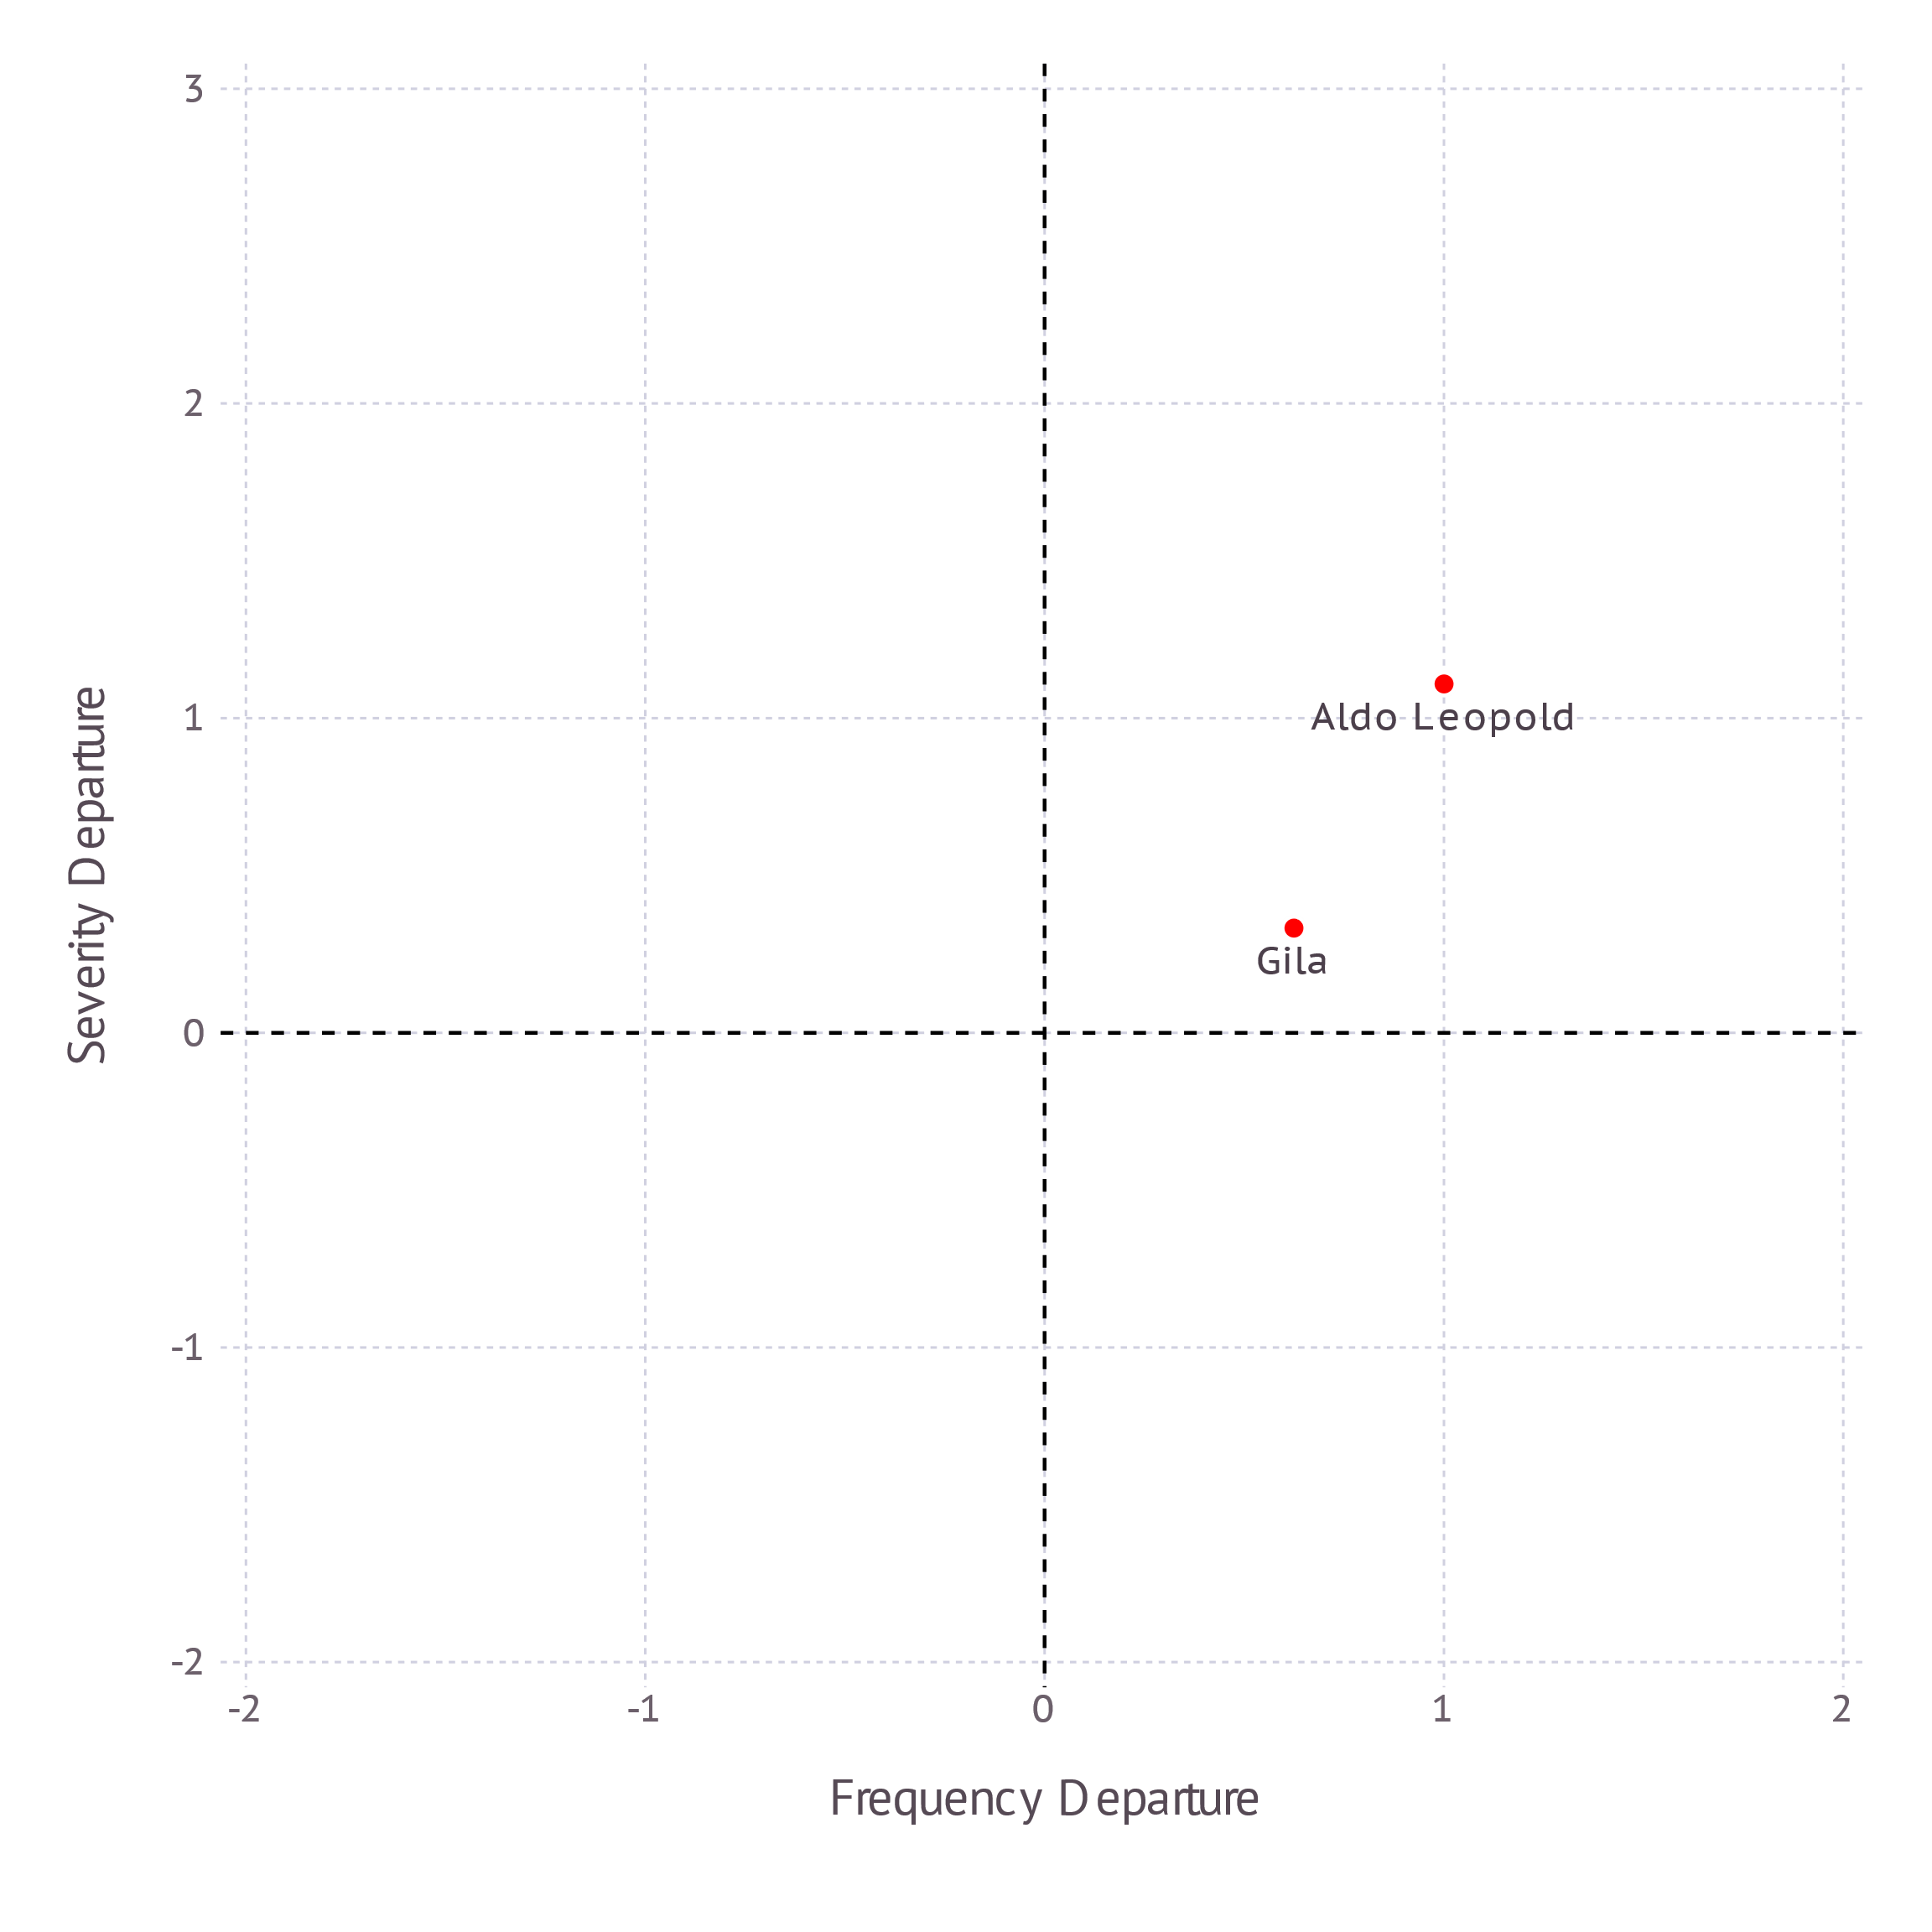 3
2
1
0
-1
-2
Severity Departure
Aldo Leopold
Gila
-2
-1
0
1
2
Frequency Departure